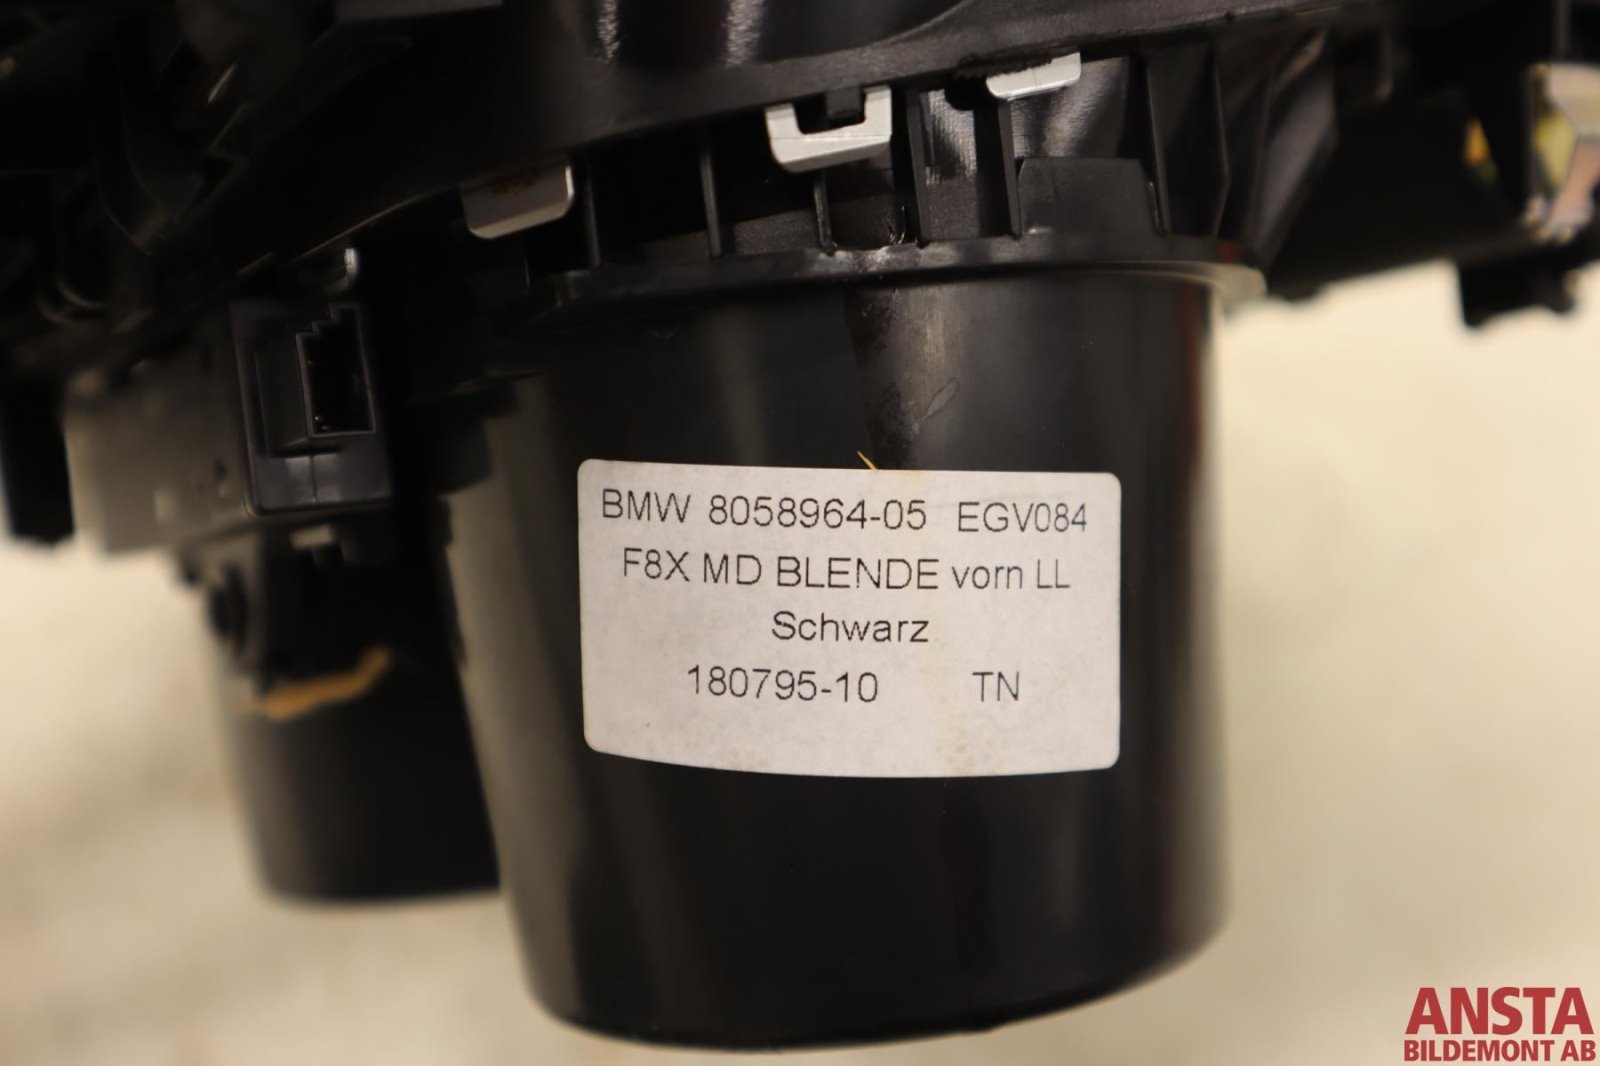 BMW 8058964-05 EGV084
F8X MD BLENDE vorn LL
Schwarz
180795-10 TN
ANSTA
BILDEMONT AB